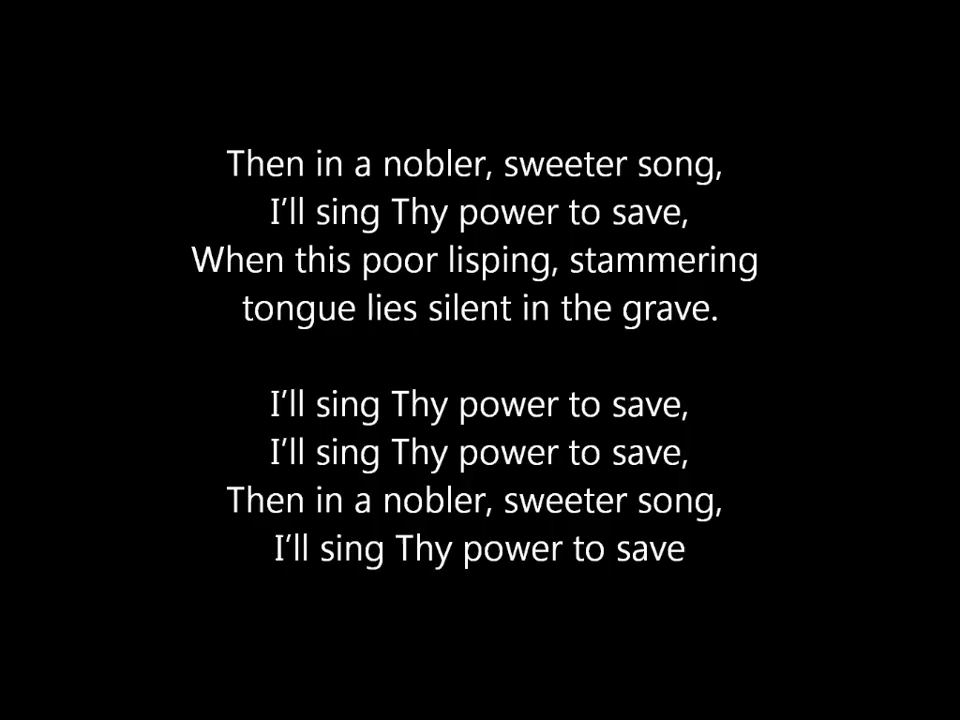 Then in a nobler, sweeter song,
I’ll sing Thy power to save,
When this poor lisping, stammering
tongue lies silent in the grave.
I’ll sing Thy power to save,
I’ll sing Thy power to save,
Then in a nobler, sweeter song,
I’ll sing Thy power to save